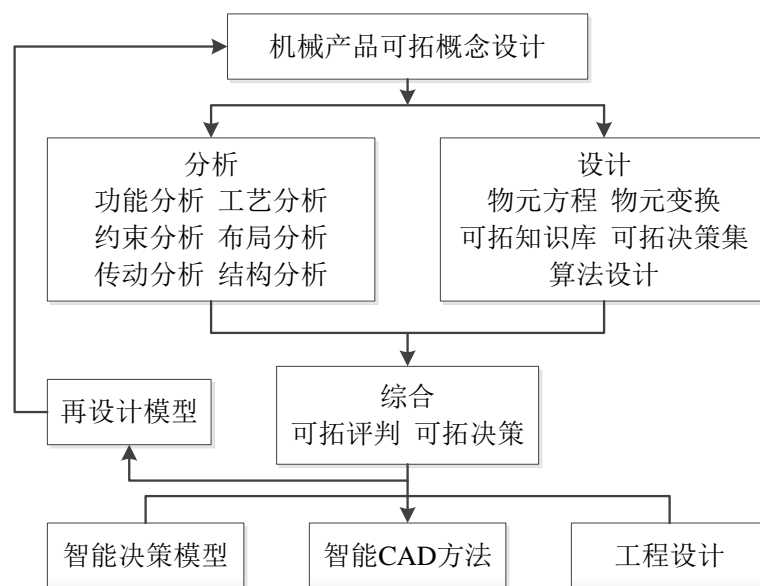 机械产品可拓概念设计
分析
功能分析 工艺分析
约束分析 布局分析
传动分析 结构分析
设计
物元方程 物元变换
可拓知识库 可拓决策集
算法设计
综合
可拓评判 可拓决策
再设计模型
智能决策模型
智能CAD方法
工程设计